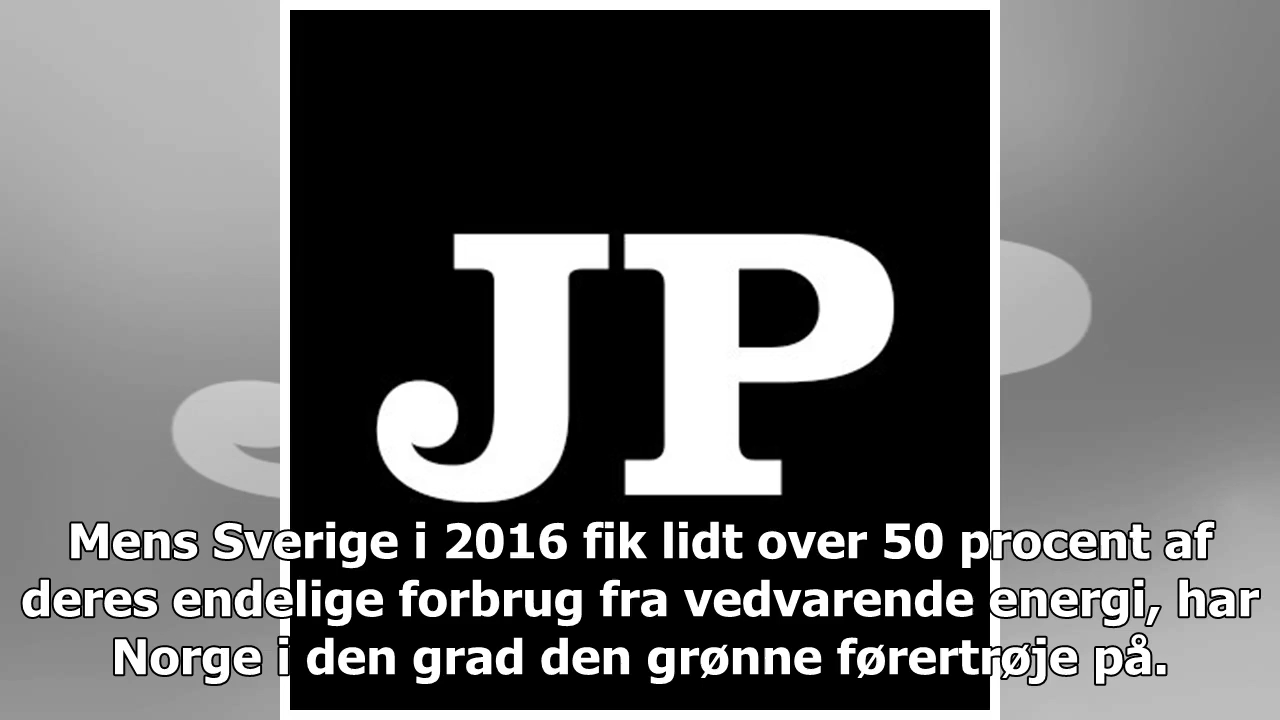 JP
Mens Sverige i 2016 fik lidt over 50 procent af
deres endelige forbrug fra vedvarende energi, har
Norge i den grad den grønne førertrøje på.